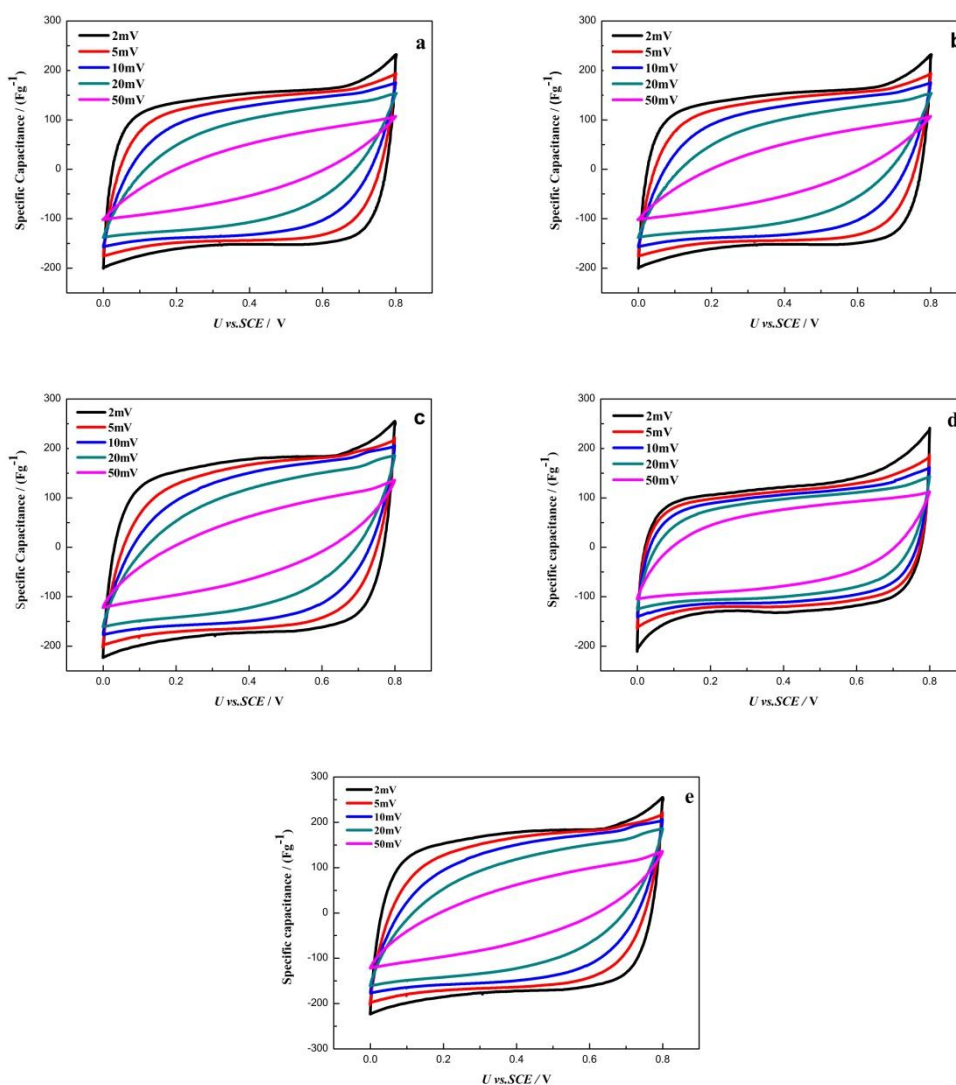 300
a
2mV
5mV
10mV
20mV
50mV
200
100
0
-100
-200
Specific Capacitance / (Fg⁻¹)
0.0 0.2 0.4 0.6 0.8
U vs.SCE / V
300
b
2mV
5mV
10mV
20mV
50mV
200
100
0
-100
-200
Specific Capacitance / (Fg⁻¹)
0.0 0.2 0.4 0.6 0.8
U vs.SCE / V
300
c
2mV
5mV
10mV
20mV
50mV
200
100
0
-100
-200
Specific Capacitance / (Fg⁻¹)
0.0 0.2 0.4 0.6 0.8
U vs.SCE / V
300
d
2mV
5mV
10mV
20mV
50mV
200
100
0
-100
-200
Specific capacitance / (Fg⁻¹)
0.0 0.2 0.4 0.6 0.8
U vs.SCE / V
300
e
2mV
5mV
10mV
20mV
50mV
200
100
0
-100
-200
-300
Specific capacitance / (Fg⁻¹)
0.0 0.2 0.4 0.6 0.8
U vs.SCE / V